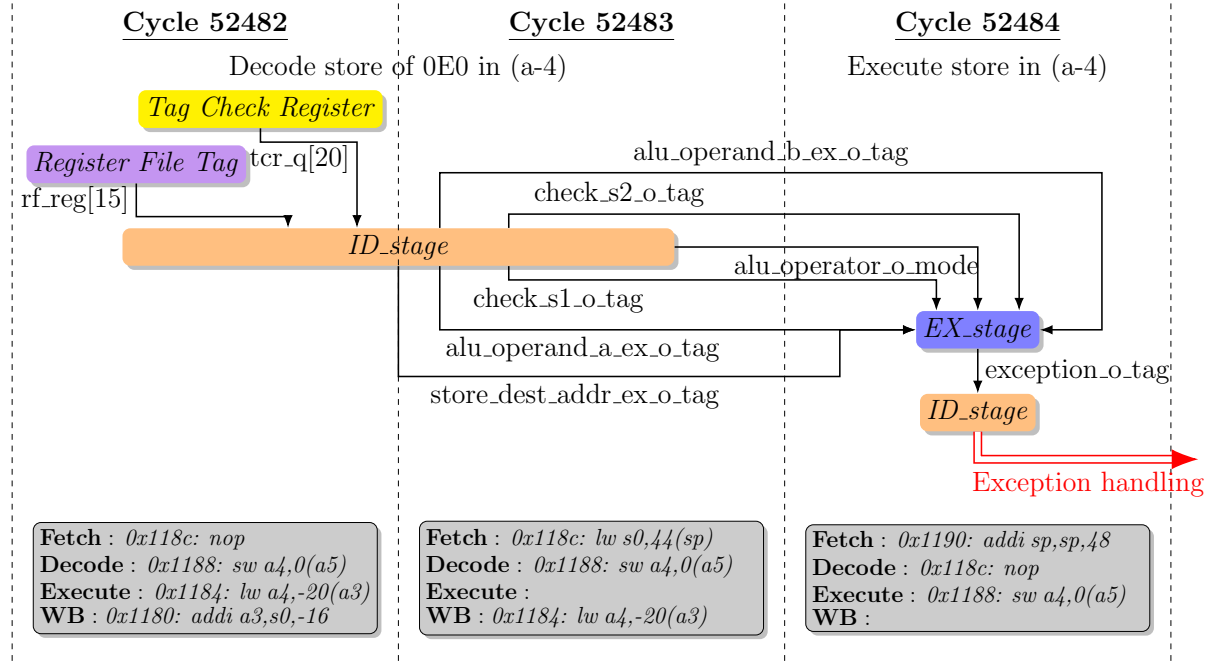 Cycle 52482
Cycle 52483
Cycle 52484
Decode store of 0E0 in (a-4)
Execute store in (a-4)
Tag Check Register
Register File Tag
tcr_q[20]
rf_reg[15]
alu_operand_b_ex_o_tag
check_s2_o_tag
ID_stage
alu_operator_o_mode
check_s1_o_tag
EX_stage
alu_operand_a_ex_o_tag
exception_o_tag
store_dest_addr_ex_o_tag
ID_stage
Exception handling
Fetch : 0x118c: nop
Decode : 0x1188: sw a4,0(a5)
Execute : 0x1184: lw a4,-20(a3)
WB : 0x1180: addi a3,s0,-16
Fetch : 0x118c: lw s0,44(sp)
Decode : 0x1188: sw a4,0(a5)
Execute :
WB : 0x1184: lw a4,-20(a3)
Fetch : 0x1190: addi sp,sp,48
Decode : 0x118c: nop
Execute : 0x1188: sw a4,0(a5)
WB :